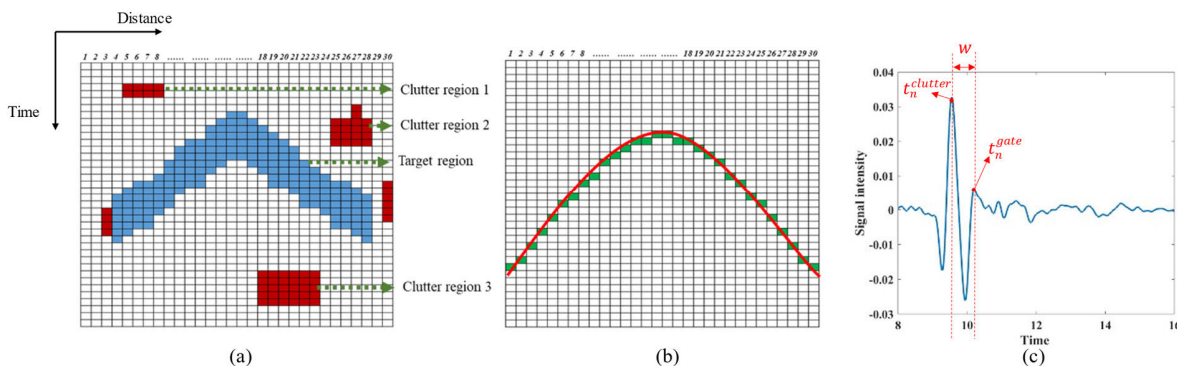 Distance
Time
1 2 3 4 5 6 7 8 ...... ...... ...... ...... 18 19 20 21 22 23 24 25 26 27 28 29 30
Clutter region 1
Clutter region 2
Target region
Clutter region 3
(a)
1 2 3 4 5 6 7 8 ...... ...... ...... ...... 18 19 20 21 22 23 24 25 26 27 28 29 30
(b)
W
t_n^{clutter}
t_n^{gate}
Signal intensity
0.04
0.03
0.02
0.01
0
-0.01
-0.02
-0.03
8 10 12 14 16
Time
(c)